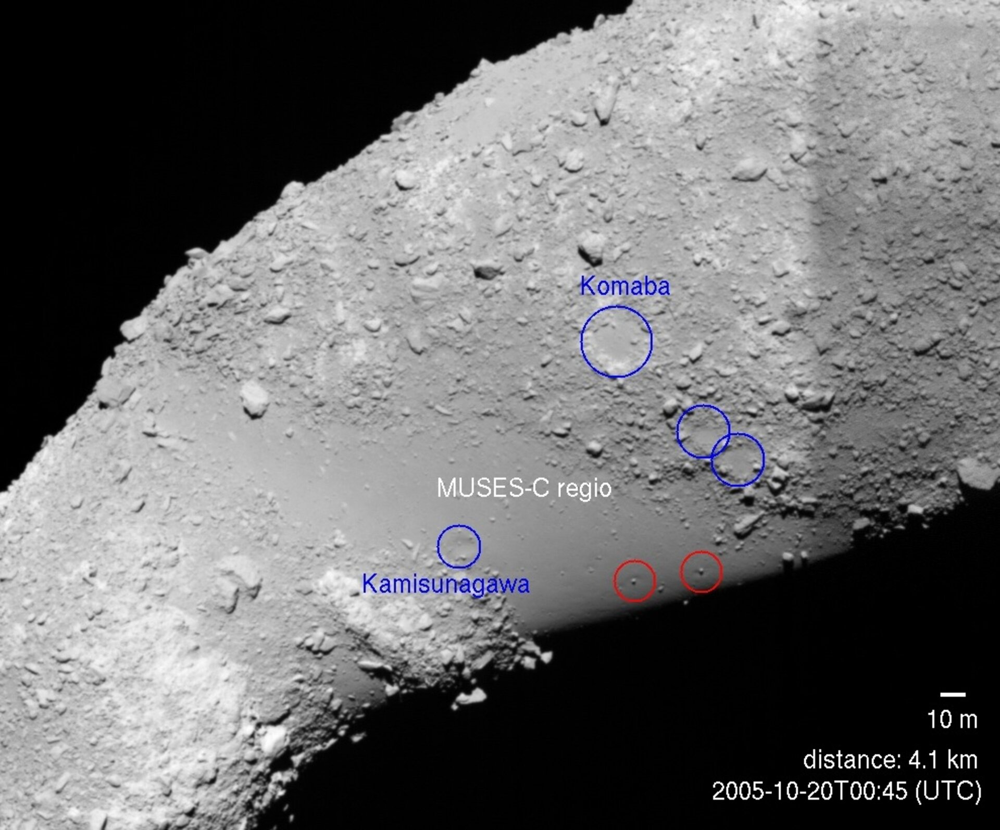 Komaba
MUSES-C regio
Kamisunagawa
10 m
distance: 4.1 km
2005-10-20T00:45 (UTC)